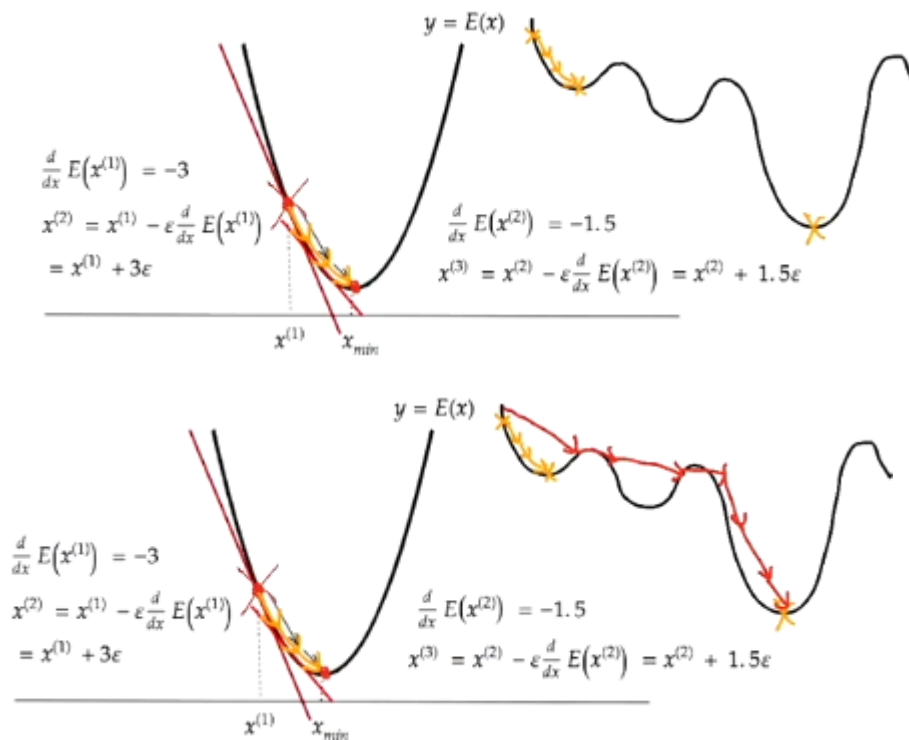 y = E(x)
d/dx E(x⁽¹⁾) = −3
x⁽²⁾ = x⁽¹⁾ − ε d/dx E(x⁽¹⁾)
= x⁽¹⁾ + 3ε
d/dx E(x⁽²⁾) = −1.5
x⁽³⁾ = x⁽²⁾ − ε d/dx E(x⁽²⁾) = x⁽²⁾ + 1.5ε
x⁽¹⁾ x_min
y = E(x)
d/dx E(x⁽¹⁾) = −3
x⁽²⁾ = x⁽¹⁾ − ε d/dx E(x⁽¹⁾)
= x⁽¹⁾ + 3ε
d/dx E(x⁽²⁾) = −1.5
x⁽³⁾ = x⁽²⁾ − ε d/dx E(x⁽²⁾) = x⁽²⁾ + 1.5ε
x⁽¹⁾ x_min